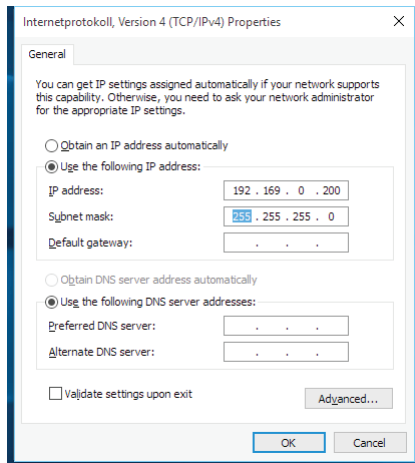 Internetprotokoll, Version 4 (TCP/IPv4) Properties
General
You can get IP settings assigned automatically if your network supports
this capability. Otherwise, you need to ask your network administrator
for the appropriate IP settings.
Obtain an IP address automatically
Use the following IP address:
IP address: 192 . 169 . 0 . 200
Subnet mask: 255 . 255 . 255 . 0
Default gateway: . . .
Obtain DNS server address automatically
Use the following DNS server addresses:
Preferred DNS server: . . .
Alternate DNS server: . . .
Validate settings upon exit
Advanced...
OK Cancel